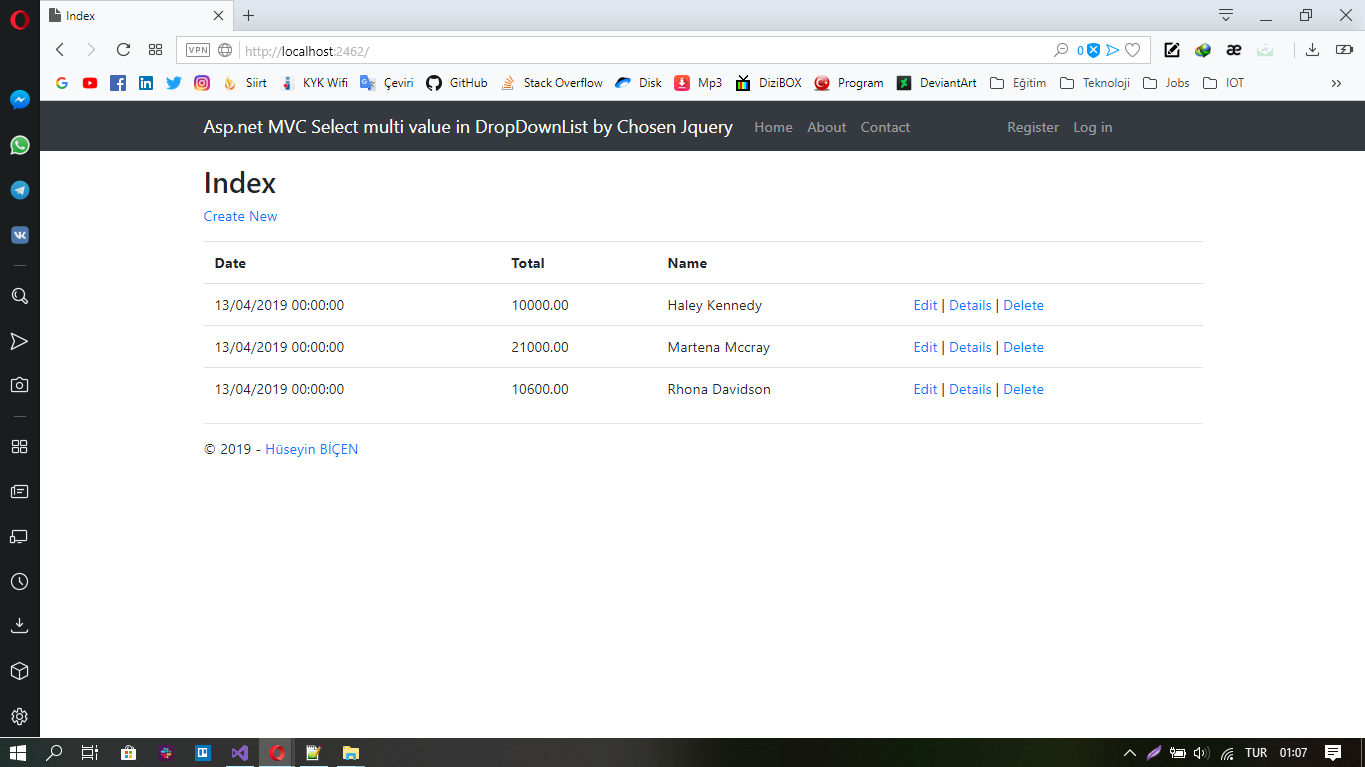 Index
VPN http://localhost:2462/ 0
Siirt KYK Wifi Çeviri GitHub Stack Overflow Disk Mp3 DiziBOX Program DeviantArt Eğitim Teknoloji Jobs IOT
Asp.net MVC Select multi value in DropDownList by Chosen Jquery Home About Contact Register Log in
Index
Create New
Date Total Name
13/04/2019 00:00:00 10000.00 Haley Kennedy Edit | Details | Delete
13/04/2019 00:00:00 21000.00 Martena Mccray Edit | Details | Delete
13/04/2019 00:00:00 10600.00 Rhona Davidson Edit | Details | Delete
© 2019 - Hüseyin BİÇEN
TUR 01:07